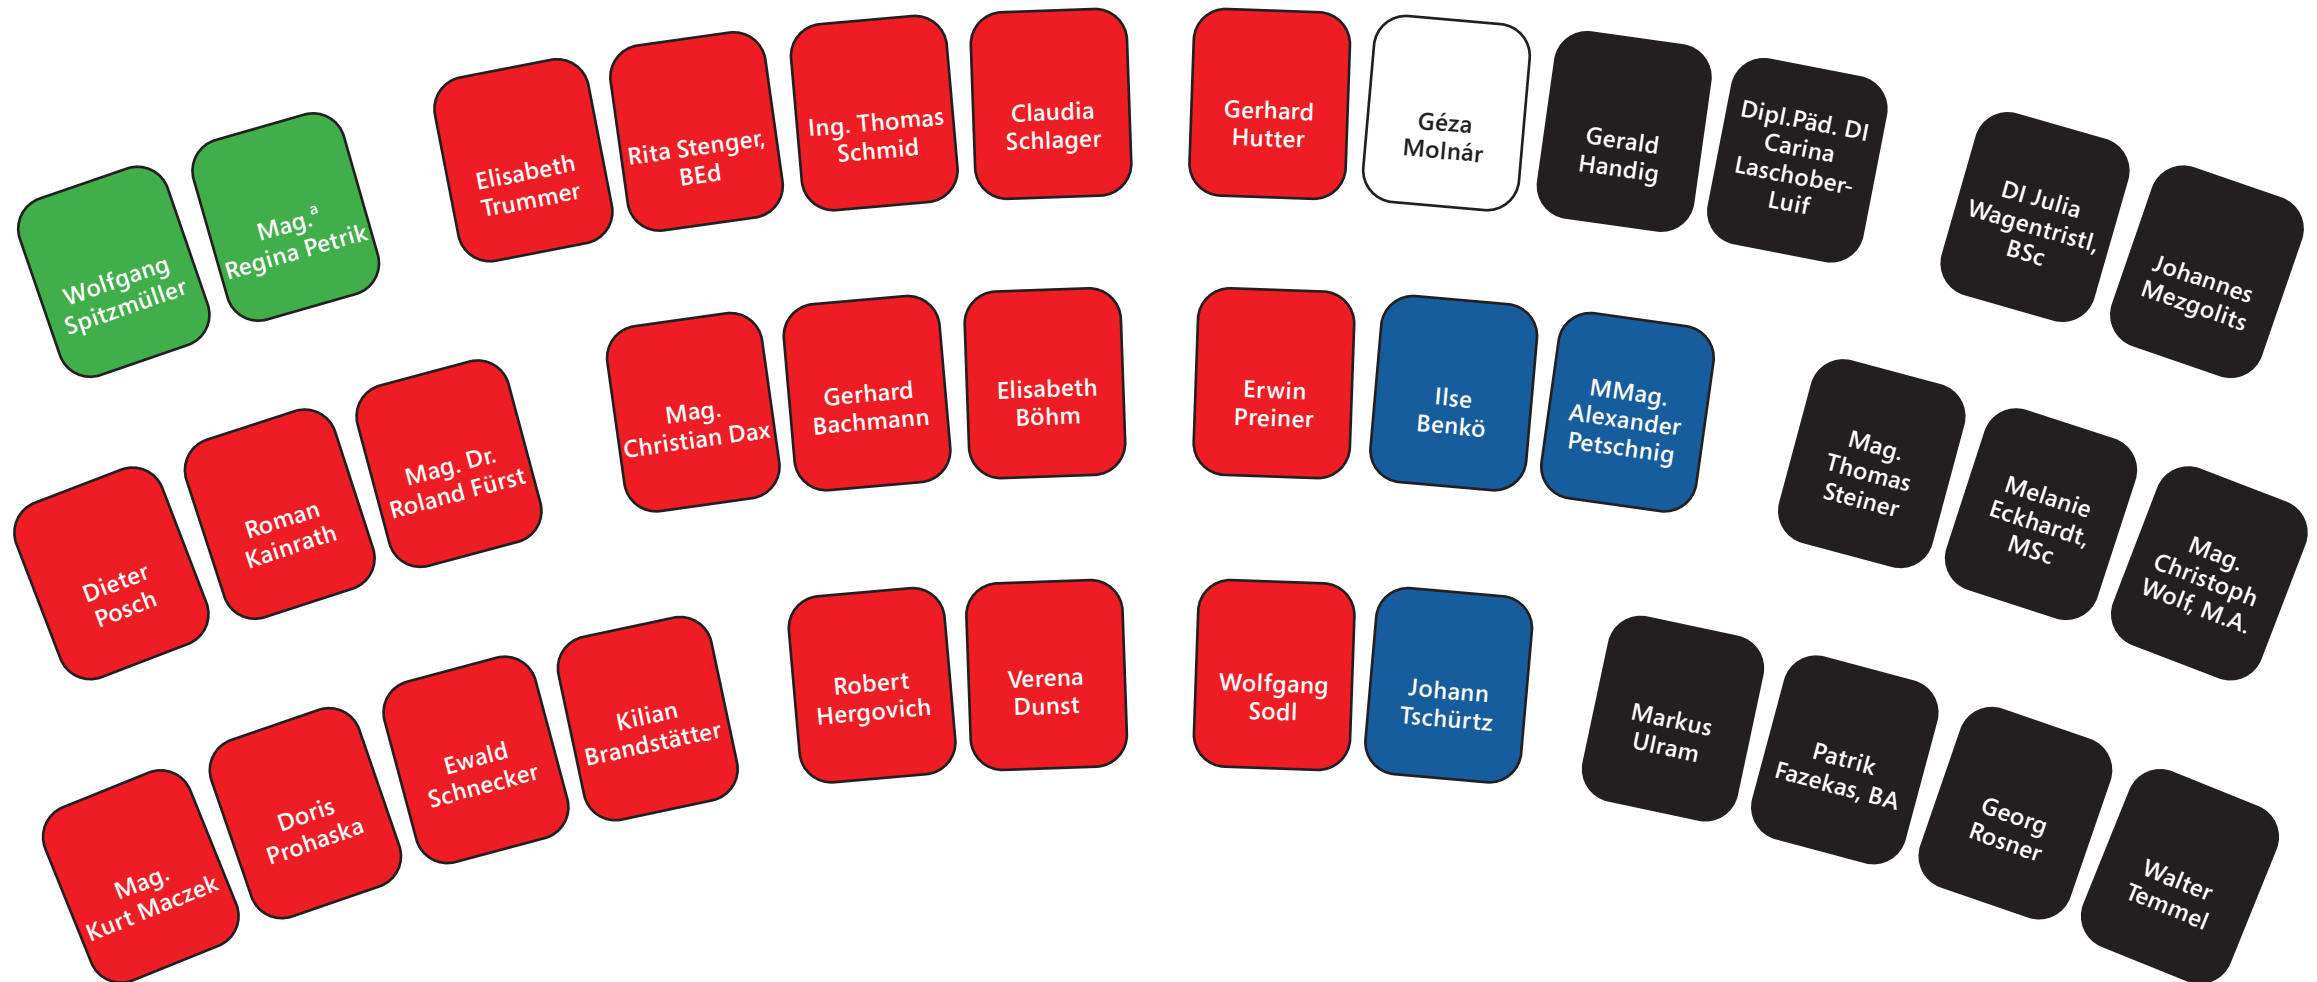 Wolfgang
Spitzmüller
Mag.ᵃ
Regina Petrik
Elisabeth
Trummer
Rita Stenger,
BEd
Ing. Thomas
Schmid
Claudia
Schlager
Gerhard
Hutter
Géza
Molnár
Gerald
Handig
Dipl.Päd. DI
Carina
Laschober-
Luif
DI Julia
Wagentristl,
BSc
Johannes
Mezgolits
Dieter
Posch
Roman
Kainrath
Mag. Dr.
Roland Fürst
Mag.
Christian Dax
Gerhard
Bachmann
Elisabeth
Böhm
Erwin
Preiner
Ilse
Benkö
MMag.
Alexander
Petschnig
Mag.
Thomas
Steiner
Melanie
Eckhardt,
MSc
Mag.
Christoph
Wolf, M.A.
Mag.
Kurt Maczek
Doris
Prohaska
Ewald
Schnecker
Kilian
Brandstätter
Robert
Hergovich
Verena
Dunst
Wolfgang
Sodl
Johann
Tschürtz
Markus
Ulram
Patrik
Fazekas, BA
Georg
Rosner
Walter
Temmel